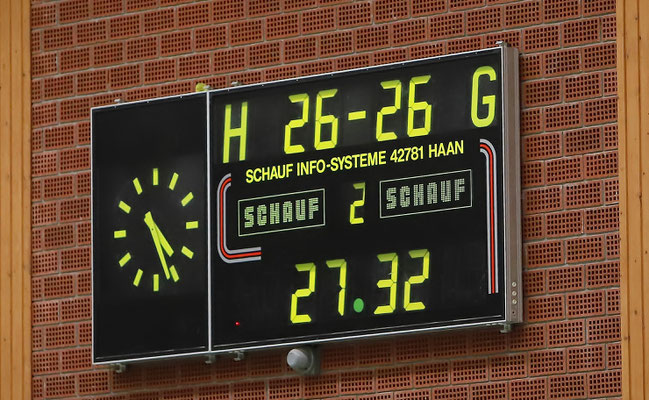 H 26-26 G
SCHAUF INFO-SYSTEME 42781 HAAN
SCHAUF 2 SCHAUF
27.32